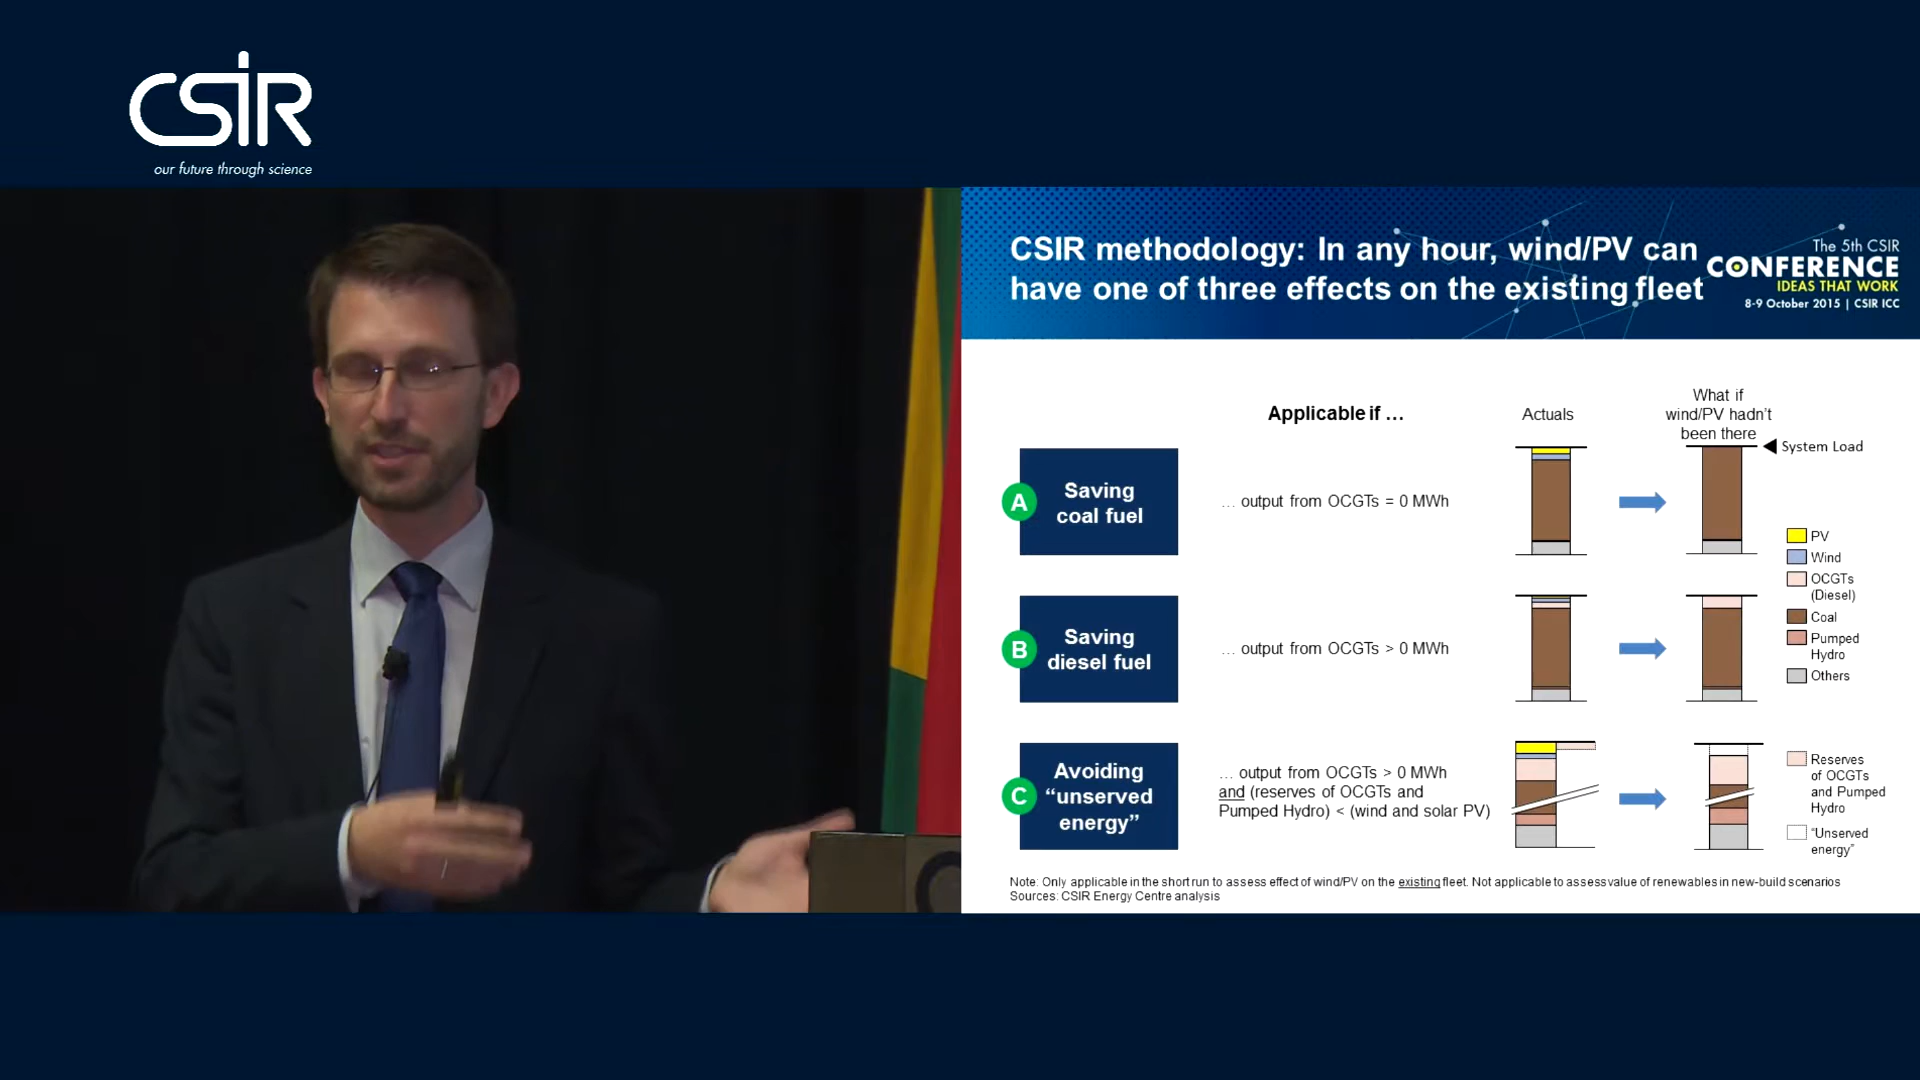 CSIR
our future through science
CSIR methodology: In any hour, wind/PV can
have one of three effects on the existing fleet
The 5th CSIR
CONFERENCE
IDEAS THAT WORK
8-9 October 2015 | CSIR ICC
Applicable if …
Actuals
What if
wind/PV hadn't
been there
System Load
A
Saving
coal fuel
… output from OCGTs = 0 MWh
B
Saving
diesel fuel
… output from OCGTs > 0 MWh
C
Avoiding
“unserved
energy”
… output from OCGTs > 0 MWh
and (reserves of OCGTs and
Pumped Hydro) < (wind and solar PV)
PV
Wind
OCGTs
(Diesel)
Coal
Pumped
Hydro
Others
Reserves
of OCGTs
and Pumped
Hydro
“Unserved
energy”
Note: Only applicable in the short run to assess effect of wind/PV on the existing fleet. Not applicable to assess value of renewables in new-build scenarios
Sources: CSIR Energy Centre analysis